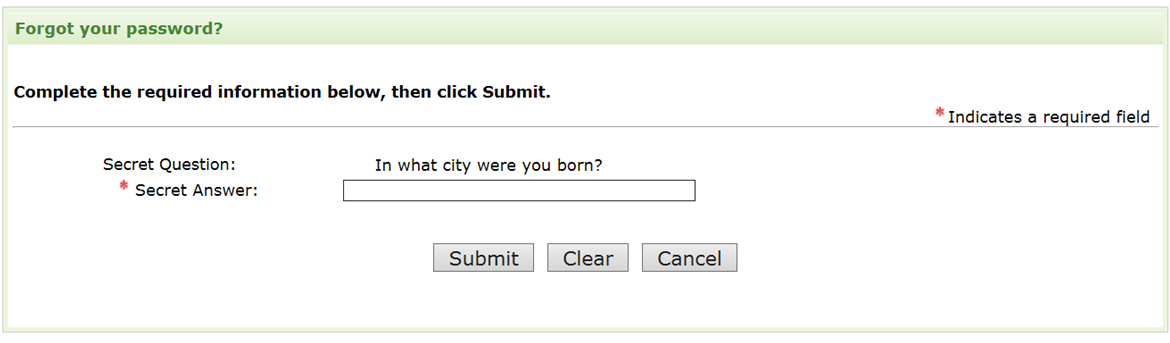 Forgot your password?
Complete the required information below, then click Submit.
* Indicates a required field
Secret Question: In what city were you born?
* Secret Answer:
Submit Clear Cancel